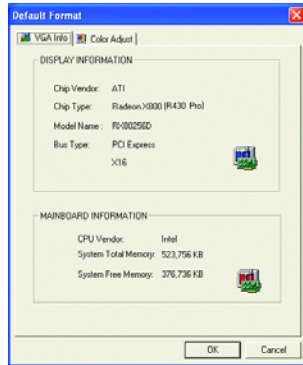 Default Format
VGA Info
Color Adjust
DISPLAY INFORMATION
Chip Vendor: ATI
Chip Type: Radeon X800 (R430 Pro)
Model Name : RX80256D
Bus Type: PCI Express
X16
MAINBOARD INFORMATION
CPU Vendor: Intel
System Total Memory: 523,756 KB
System Free Memory: 376,736 KB
OK
Cancel